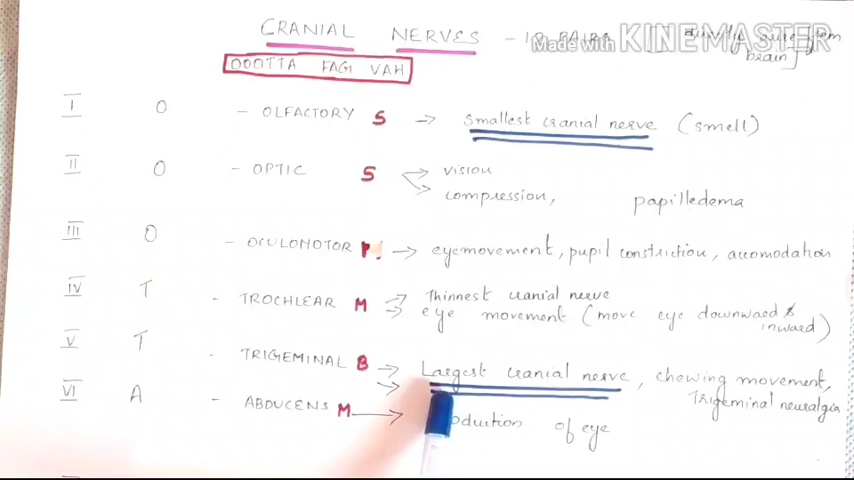 CRANIAL NERVES - 12 PAIRS
Made with KINEMASTER
brain]
OOOTTA FAGI VAH
I O - OLFACTORY S → Smallest cranial nerve (smell)
II O - OPTIC S → vision
→ compression, papilledema
III O - OCULOMOTOR → eyemovement, pupil constriction, accomodation
IV T - TROCHLEAR M → Thinnest cranial nerve
→ eye movement (move eye downward & inward)
V T - TRIGEMINAL B → Largest cranial nerve, chewing movement,
→ Trigeminal neuralgia
VI A - ABDUCENS M → of eye